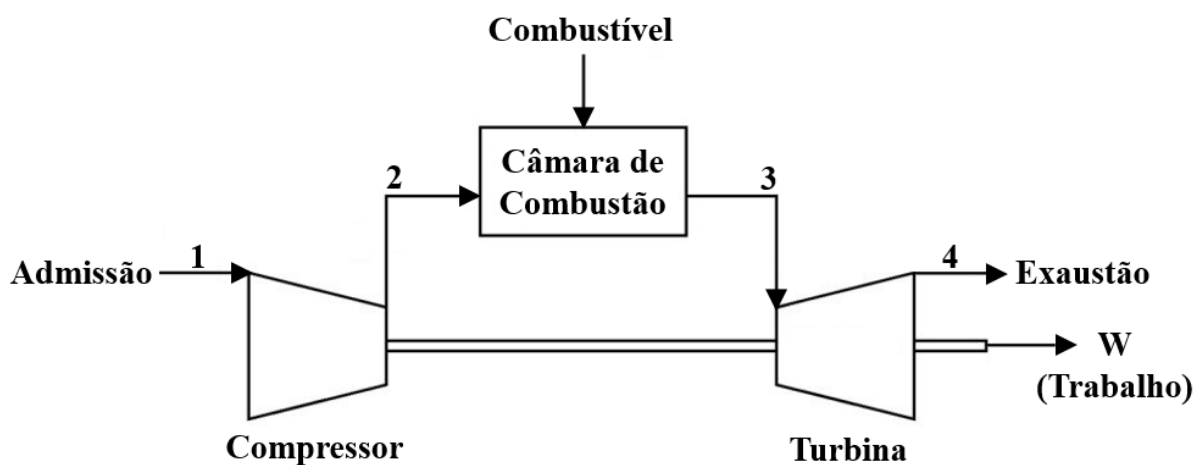 Combustível
Câmara de
Combustão
2
3
Admissão
1
4
Exaustão
W
(Trabalho)
Compressor
Turbina